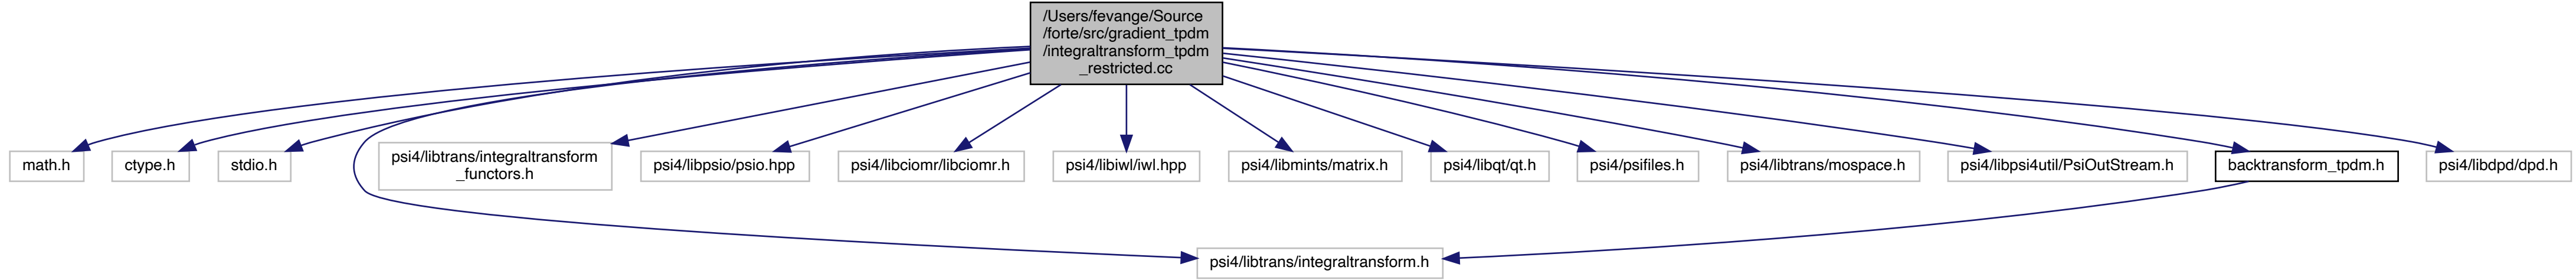 /Users/fevange/Source
/forte/src/gradient_tpdm
/integraltransform_tpdm
_restricted.cc
math.h
ctype.h
stdio.h
psi4/libtrans/integraltransform
_functors.h
psi4/libpsio/psio.hpp
psi4/libciomr/libciomr.h
psi4/libiwl/iwl.hpp
psi4/libmints/matrix.h
psi4/libqt/qt.h
psi4/psifiles.h
psi4/libtrans/mospace.h
psi4/libpsi4util/PsiOutStream.h
backtransform_tpdm.h
psi4/libdpd/dpd.h
psi4/libtrans/integraltransform.h